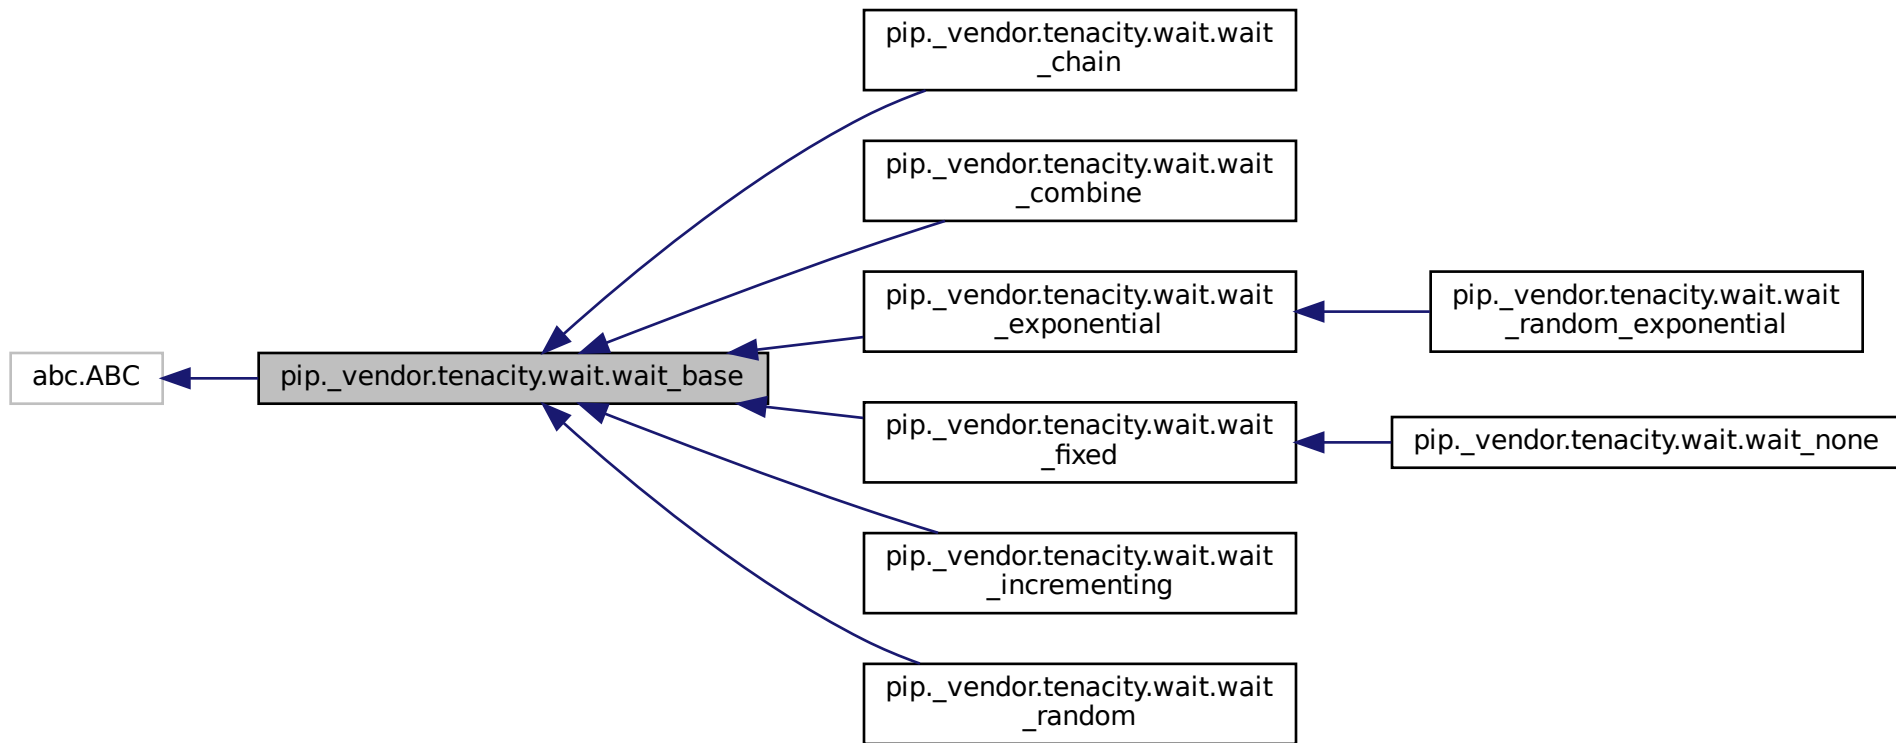 pip._vendor.tenacity.wait.wait
_chain
pip._vendor.tenacity.wait.wait
_combine
pip._vendor.tenacity.wait.wait
_exponential
pip._vendor.tenacity.wait.wait
_random_exponential
abc.ABC
pip._vendor.tenacity.wait.wait_base
pip._vendor.tenacity.wait.wait
_fixed
pip._vendor.tenacity.wait.wait_none
pip._vendor.tenacity.wait.wait
_incrementing
pip._vendor.tenacity.wait.wait
_random